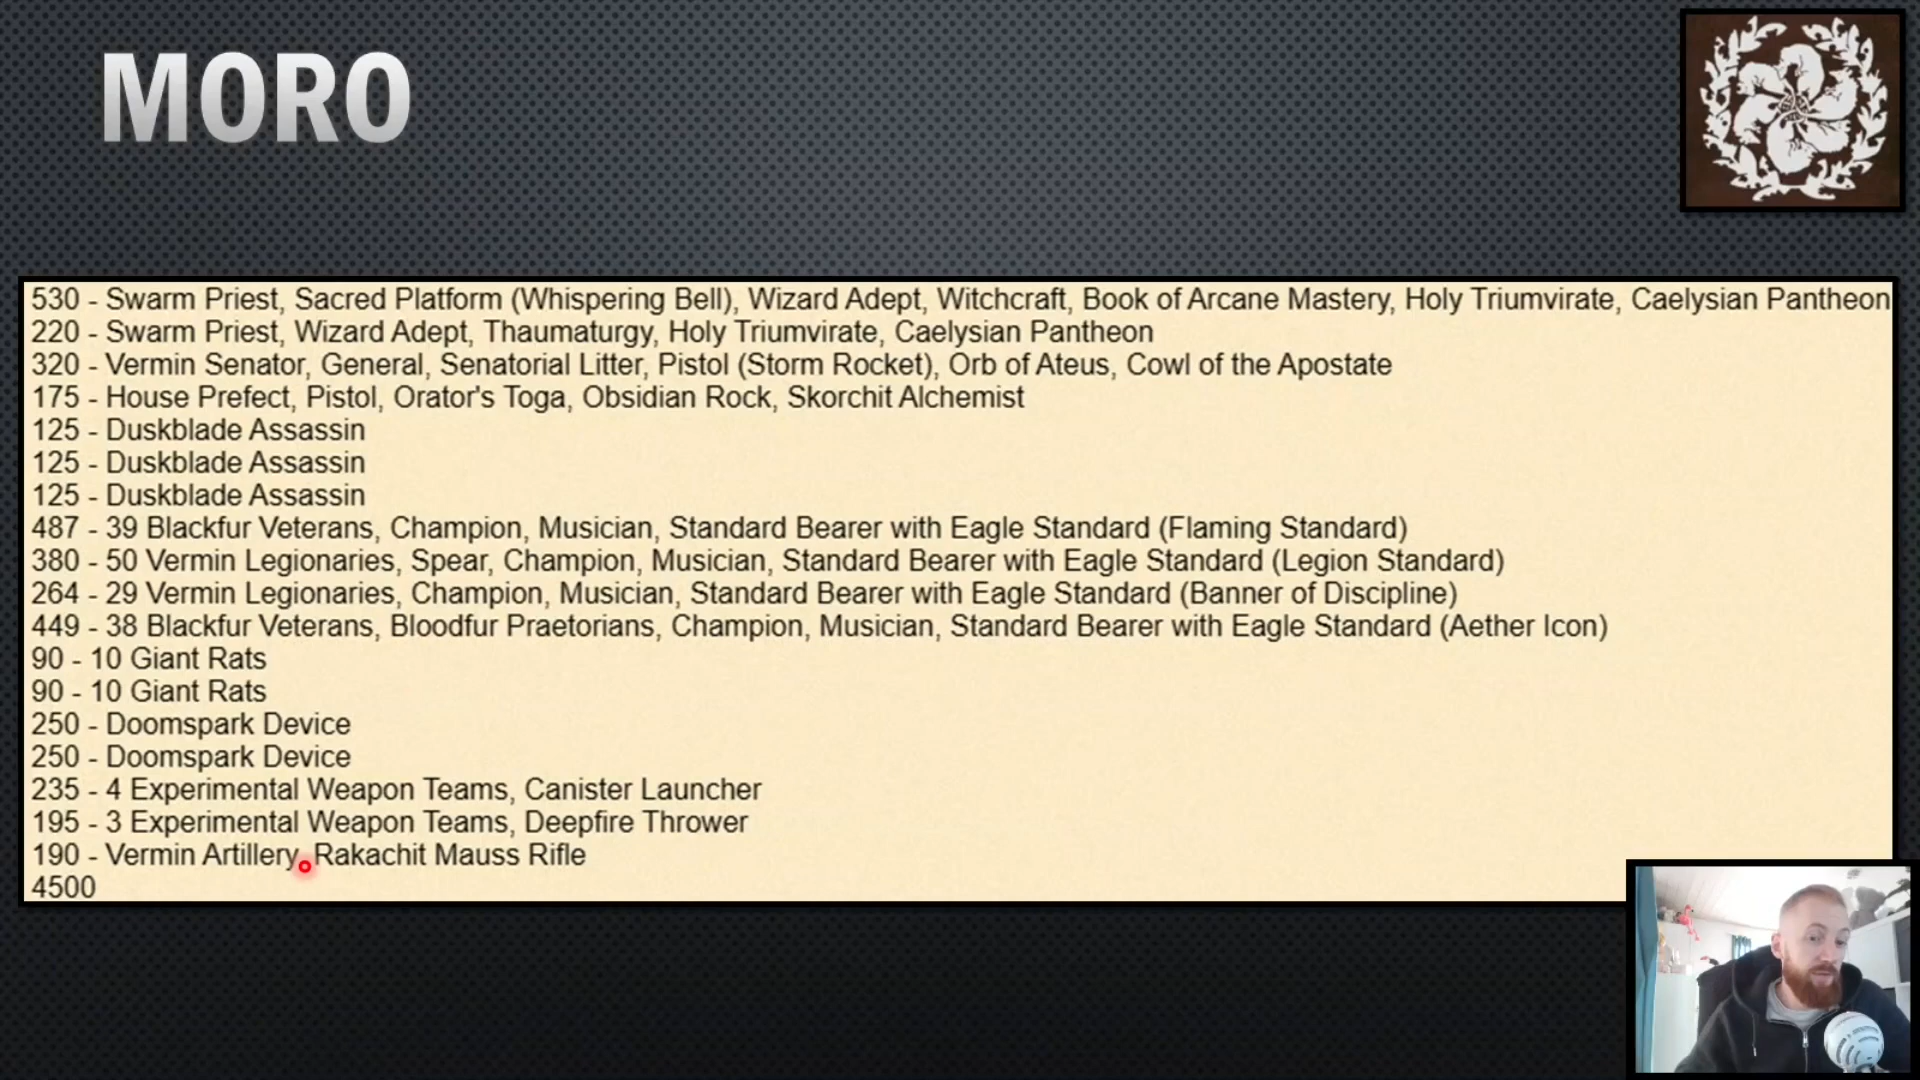 MORO
530 - Swarm Priest, Sacred Platform (Whispering Bell), Wizard Adept, Witchcraft, Book of Arcane Mastery, Holy Triumvirate, Caelysian Pantheon
220 - Swarm Priest, Wizard Adept, Thaumaturgy, Holy Triumvirate, Caelysian Pantheon
320 - Vermin Senator, General, Senatorial Litter, Pistol (Storm Rocket), Orb of Ateus, Cowl of the Apostate
175 - House Prefect, Pistol, Orator's Toga, Obsidian Rock, Skorchit Alchemist
125 - Duskblade Assassin
125 - Duskblade Assassin
125 - Duskblade Assassin
487 - 39 Blackfur Veterans, Champion, Musician, Standard Bearer with Eagle Standard (Flaming Standard)
380 - 50 Vermin Legionaries, Spear, Champion, Musician, Standard Bearer with Eagle Standard (Legion Standard)
264 - 29 Vermin Legionaries, Champion, Musician, Standard Bearer with Eagle Standard (Banner of Discipline)
449 - 38 Blackfur Veterans, Bloodfur Praetorians, Champion, Musician, Standard Bearer with Eagle Standard (Aether Icon)
90 - 10 Giant Rats
90 - 10 Giant Rats
250 - Doomspark Device
250 - Doomspark Device
235 - 4 Experimental Weapon Teams, Canister Launcher
195 - 3 Experimental Weapon Teams, Deepfire Thrower
190 - Vermin Artillery, Rakachit Mauss Rifle
4500